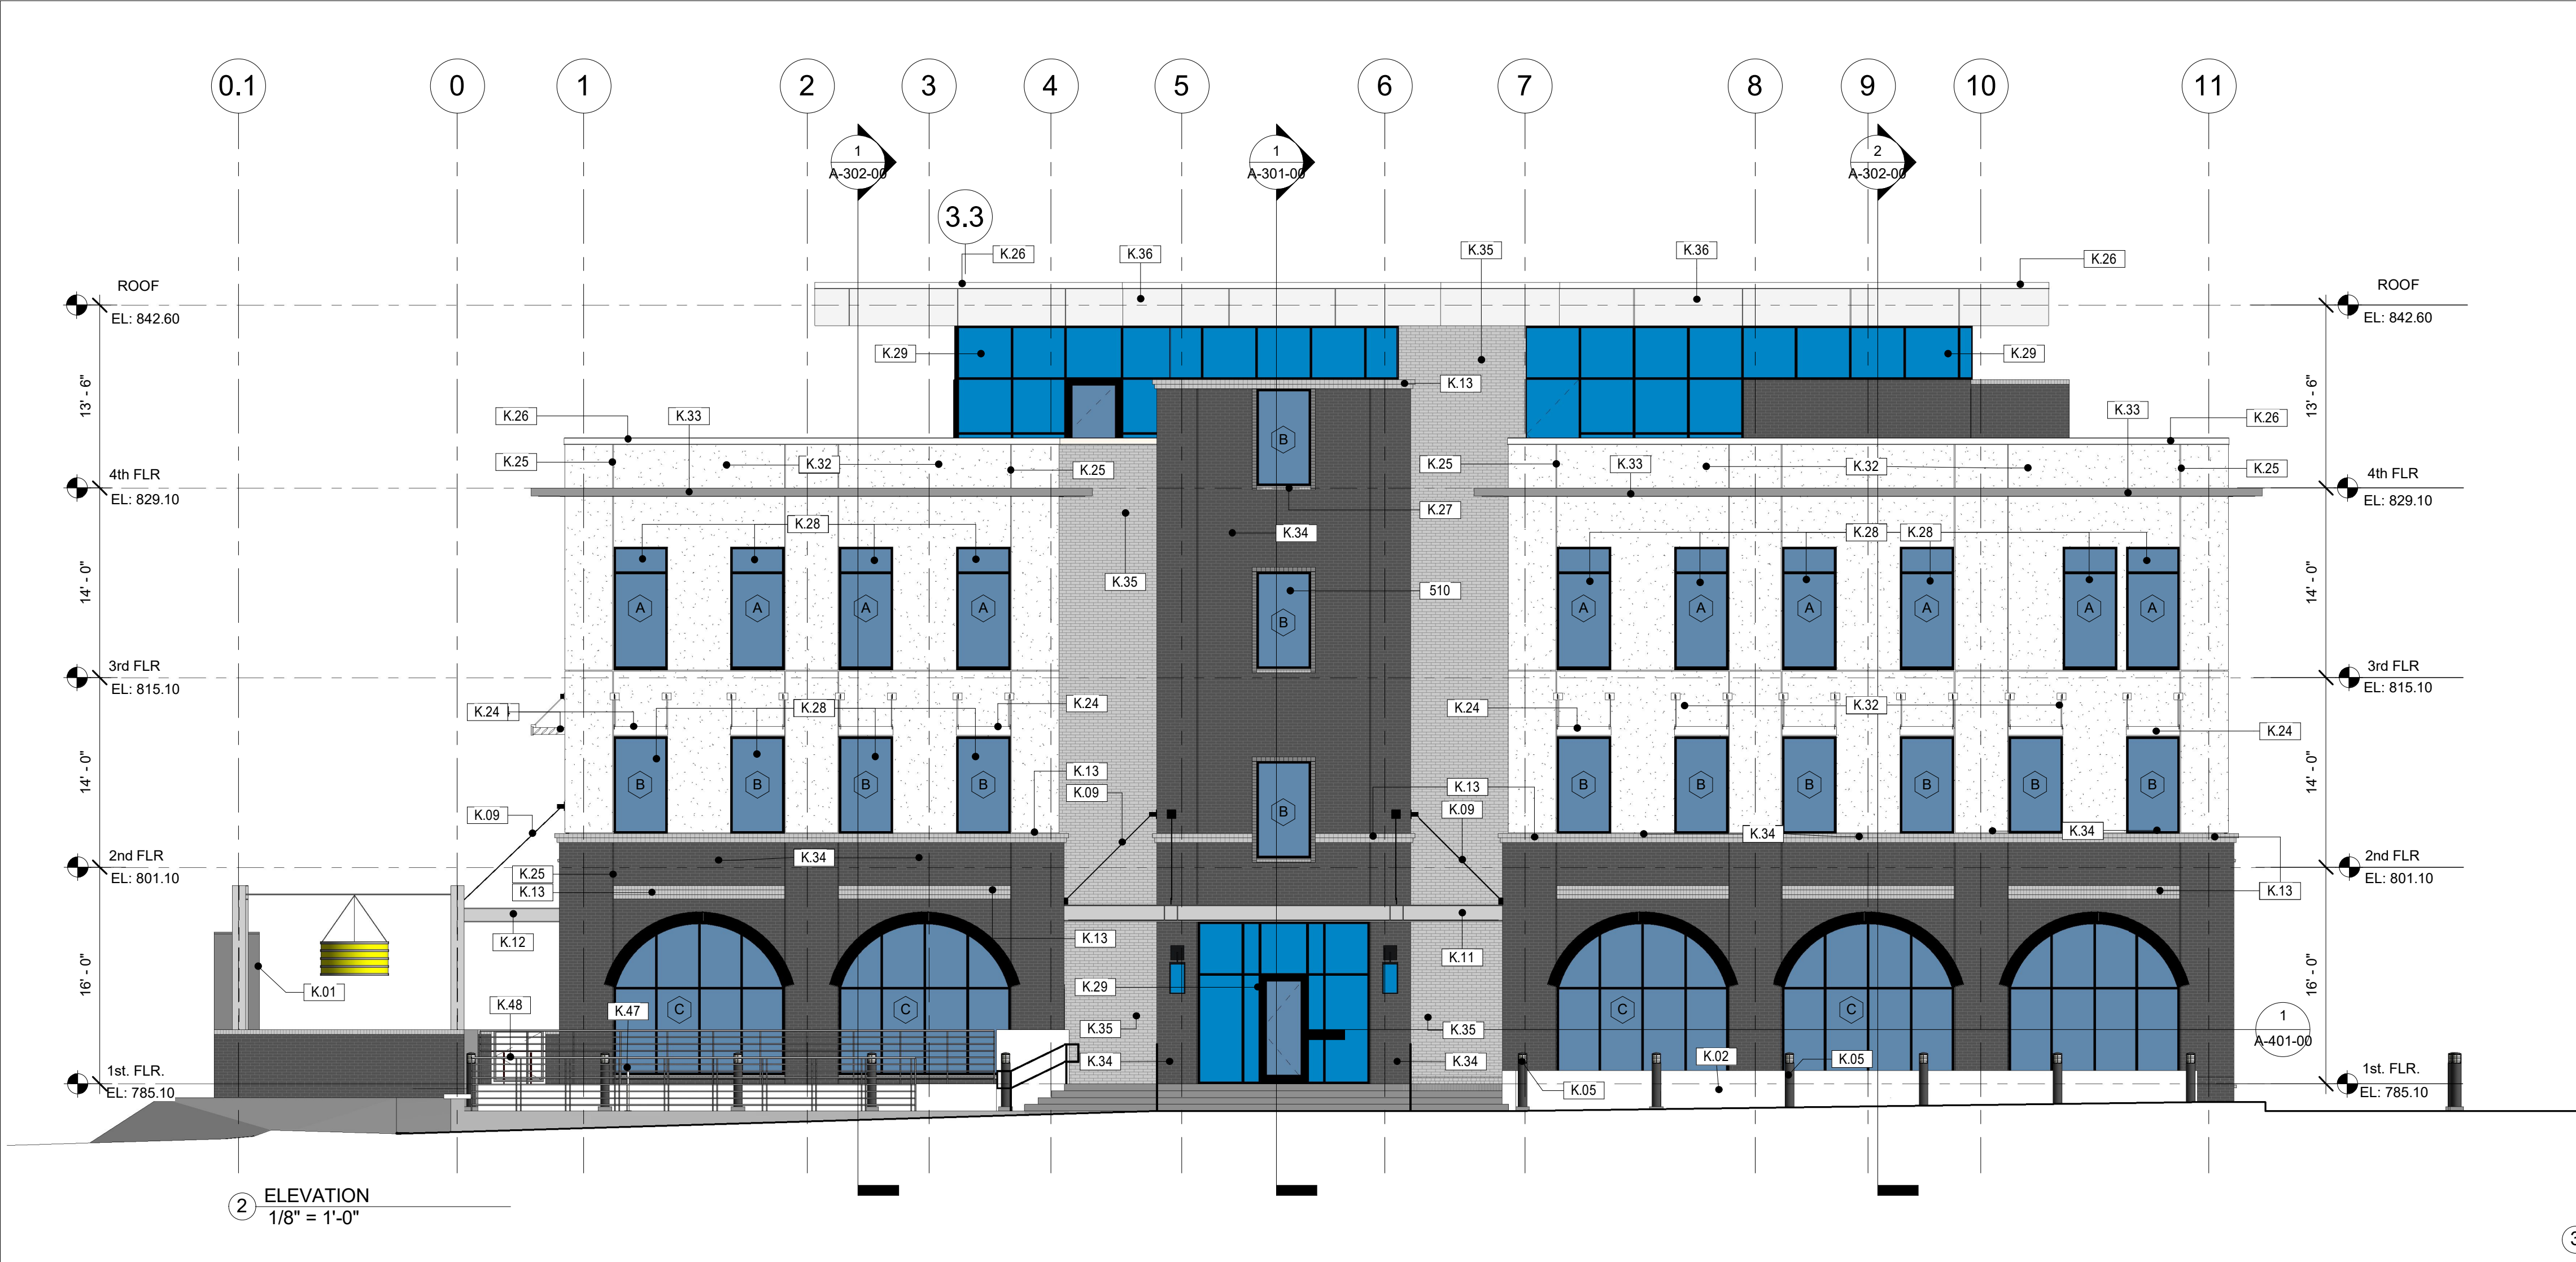 0.1 0 1 2 3 4 5 6 7 8 9 10 11
1 1 2
A-302-00 A-301-00 A-302-00
3.3
K.26 K.36 K.35 K.36 K.26
ROOF ROOF
EL: 842.60 EL: 842.60
K.29 K.29
K.13
13' - 6" 13' - 6"
K.26 K.33 K.33 K.26
K.25 K.32 K.25 K.25 K.33 K.32 K.25
4th FLR 4th FLR
EL: 829.10 EL: 829.10
K.27
K.28 K.34 K.28 K.28
K.35
14' - 0" 14' - 0"
510
B
A A A A B A A A A A A
3rd FLR 3rd FLR
EL: 815.10 EL: 815.10
K.24 K.28 K.24 K.24 K.32 K.24
K.13
14' - 0" 14' - 0"
B B B B B B B B B B
K.09 K.09 K.13 K.09
B
K.34 K.34
2nd FLR K.34 2nd FLR
EL: 801.10 K.25 EL: 801.10
K.13 K.13
K.12 K.13 K.11
16' - 0" K.01 K.29 16' - 0"
K.48 K.47 C C C C
K.35 K.35 1
K.34 K.34 K.02 K.05 A-401-00
1st. FLR. K.05 1st. FLR.
EL: 785.10 EL: 785.10
2 ELEVATION
1/8" = 1'-0"